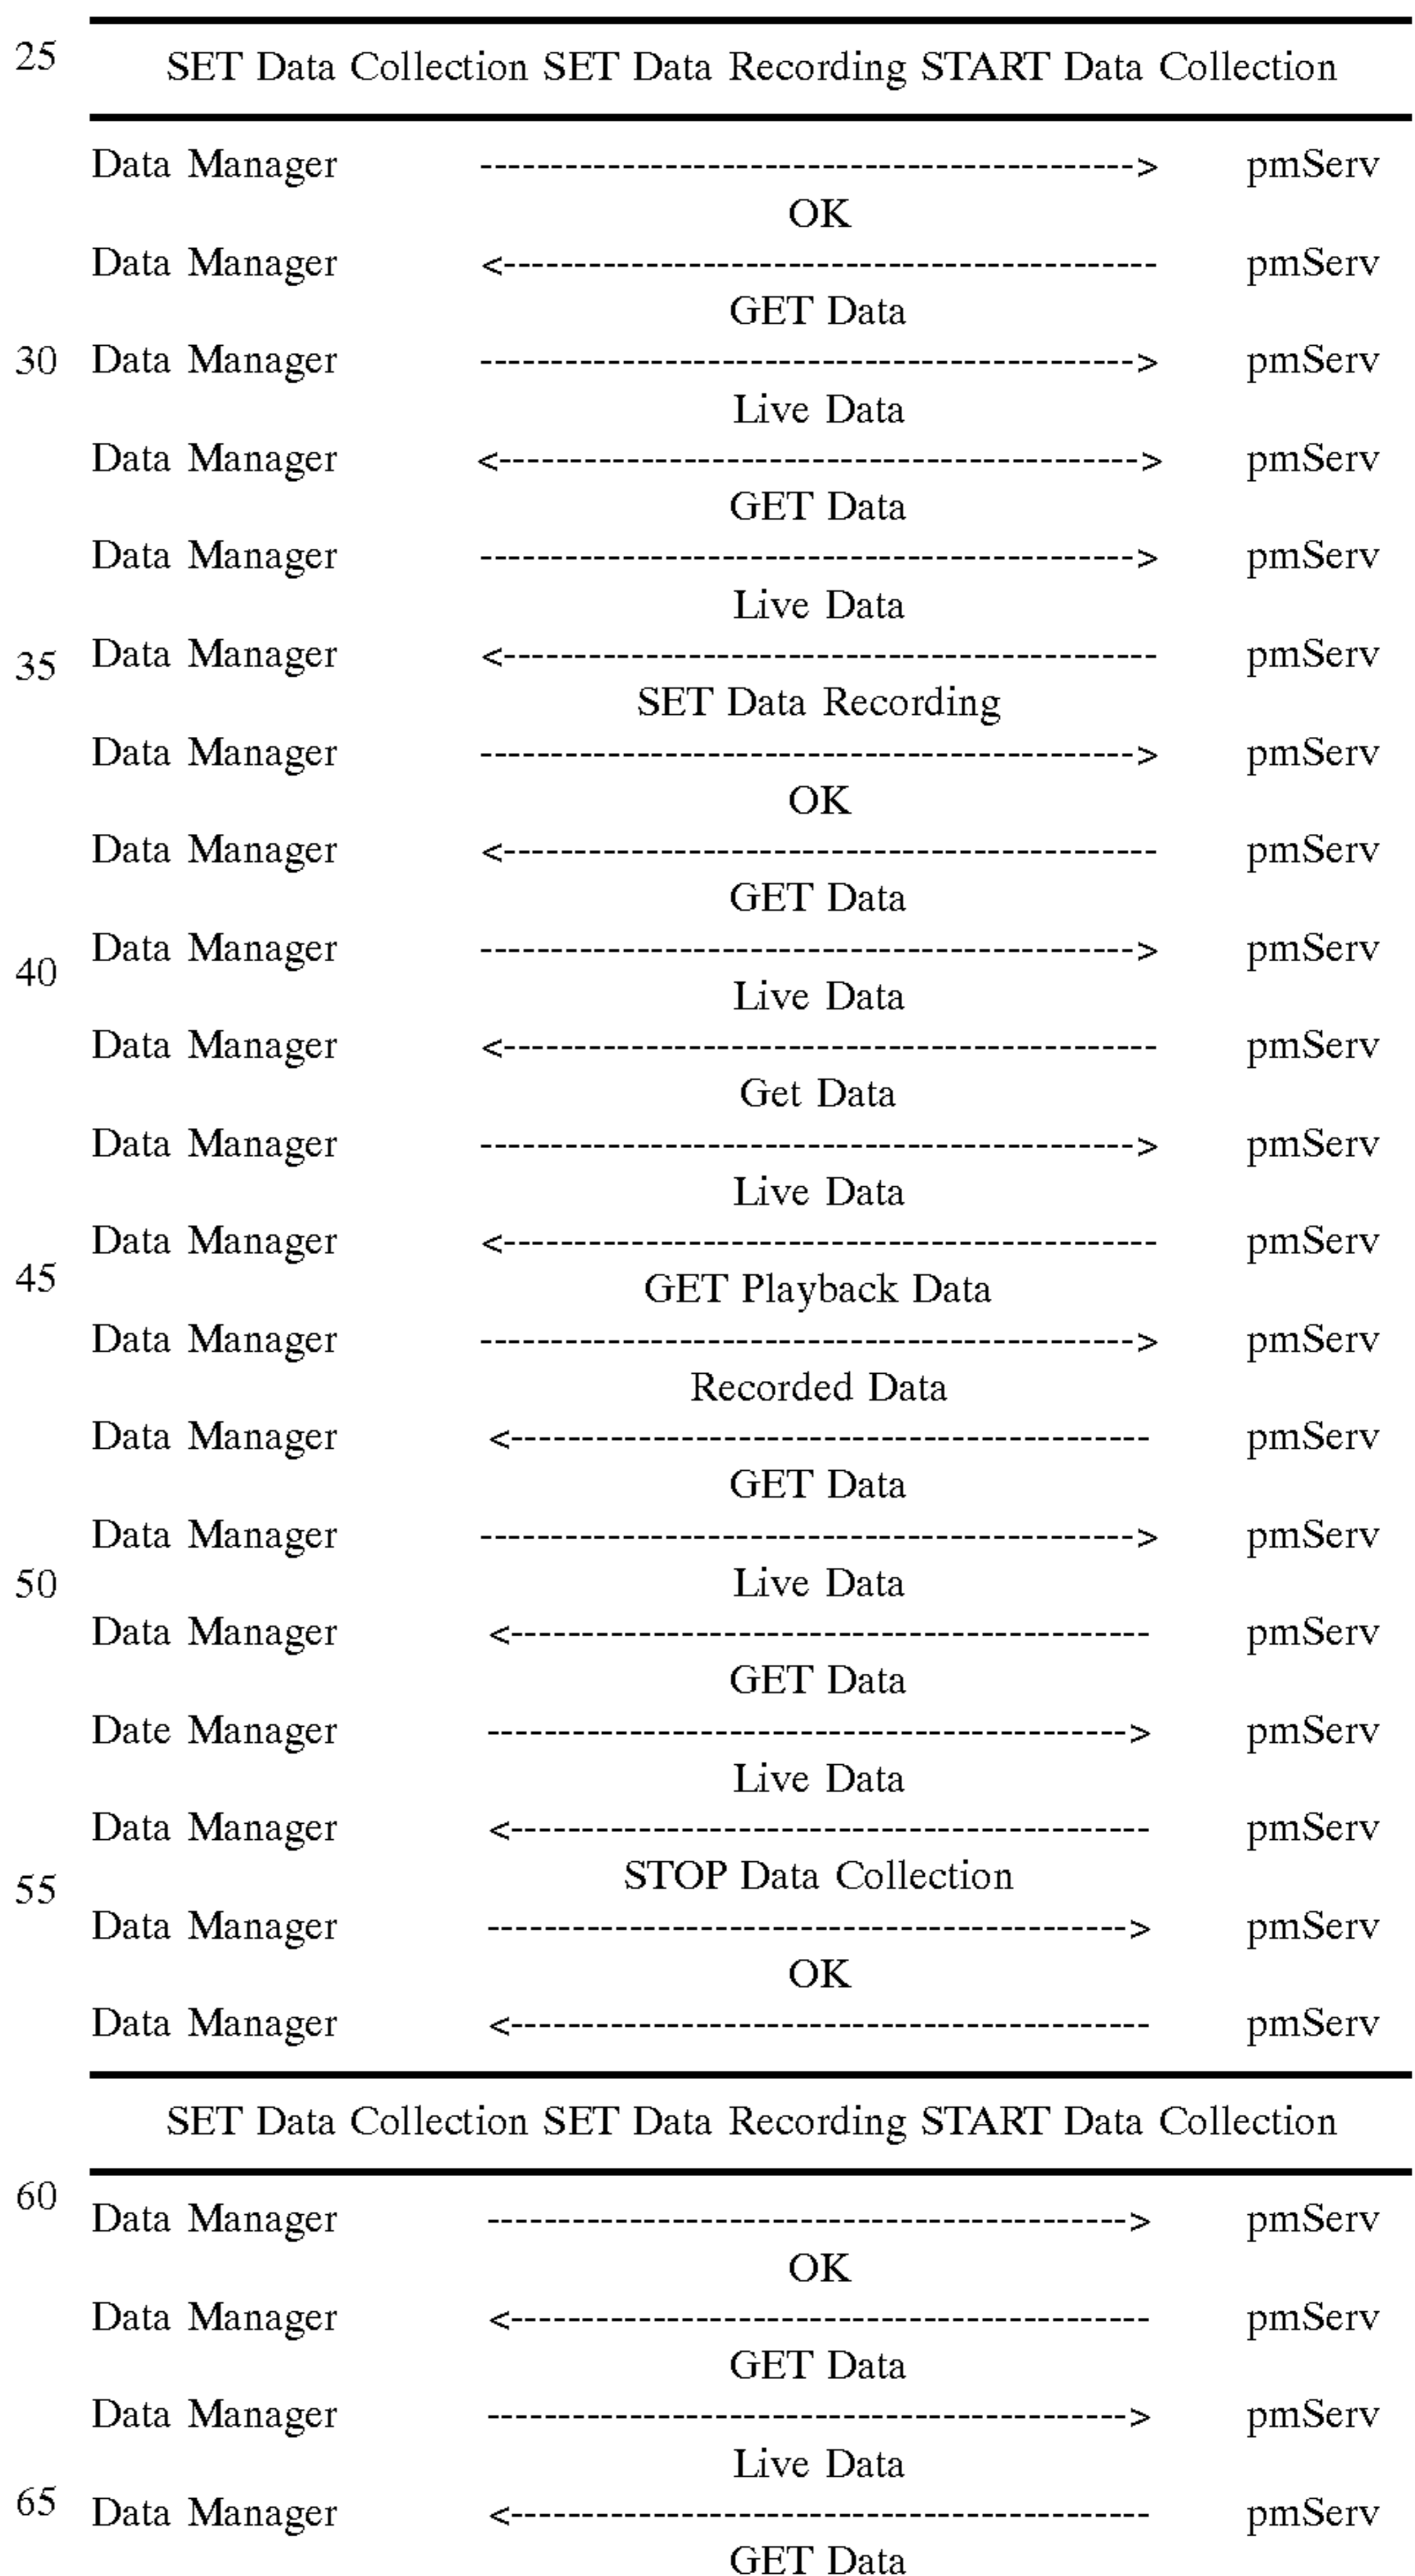 25 SET Data Collection SET Data Recording START Data Collection
Data Manager ----------------------------------------------> pmServ
OK
Data Manager <---------------------------------------------- pmServ
GET Data
30 Data Manager ----------------------------------------------> pmServ
Live Data
Data Manager <---------------------------------------------> pmServ
GET Data
Data Manager ----------------------------------------------> pmServ
Live Data
35 Data Manager <---------------------------------------------- pmServ
SET Data Recording
Data Manager ----------------------------------------------> pmServ
OK
Data Manager <---------------------------------------------- pmServ
GET Data
40 Data Manager ----------------------------------------------> pmServ
Live Data
Data Manager <---------------------------------------------- pmServ
Get Data
Data Manager ----------------------------------------------> pmServ
Live Data
Data Manager <---------------------------------------------- pmServ
45 GET Playback Data
Data Manager ----------------------------------------------> pmServ
Recorded Data
Data Manager <--------------------------------------------- pmServ
GET Data
Data Manager ----------------------------------------------> pmServ
50 Live Data
Data Manager <--------------------------------------------- pmServ
GET Data
Date Manager ---------------------------------------------> pmServ
Live Data
Data Manager <--------------------------------------------- pmServ
55 STOP Data Collection
Data Manager ---------------------------------------------> pmServ
OK
Data Manager <--------------------------------------------- pmServ
SET Data Collection SET Data Recording START Data Collection
60 Data Manager ---------------------------------------------> pmServ
OK
Data Manager <--------------------------------------------- pmServ
GET Data
Data Manager ---------------------------------------------> pmServ
Live Data
65 Data Manager <--------------------------------------------- pmServ
GET Data